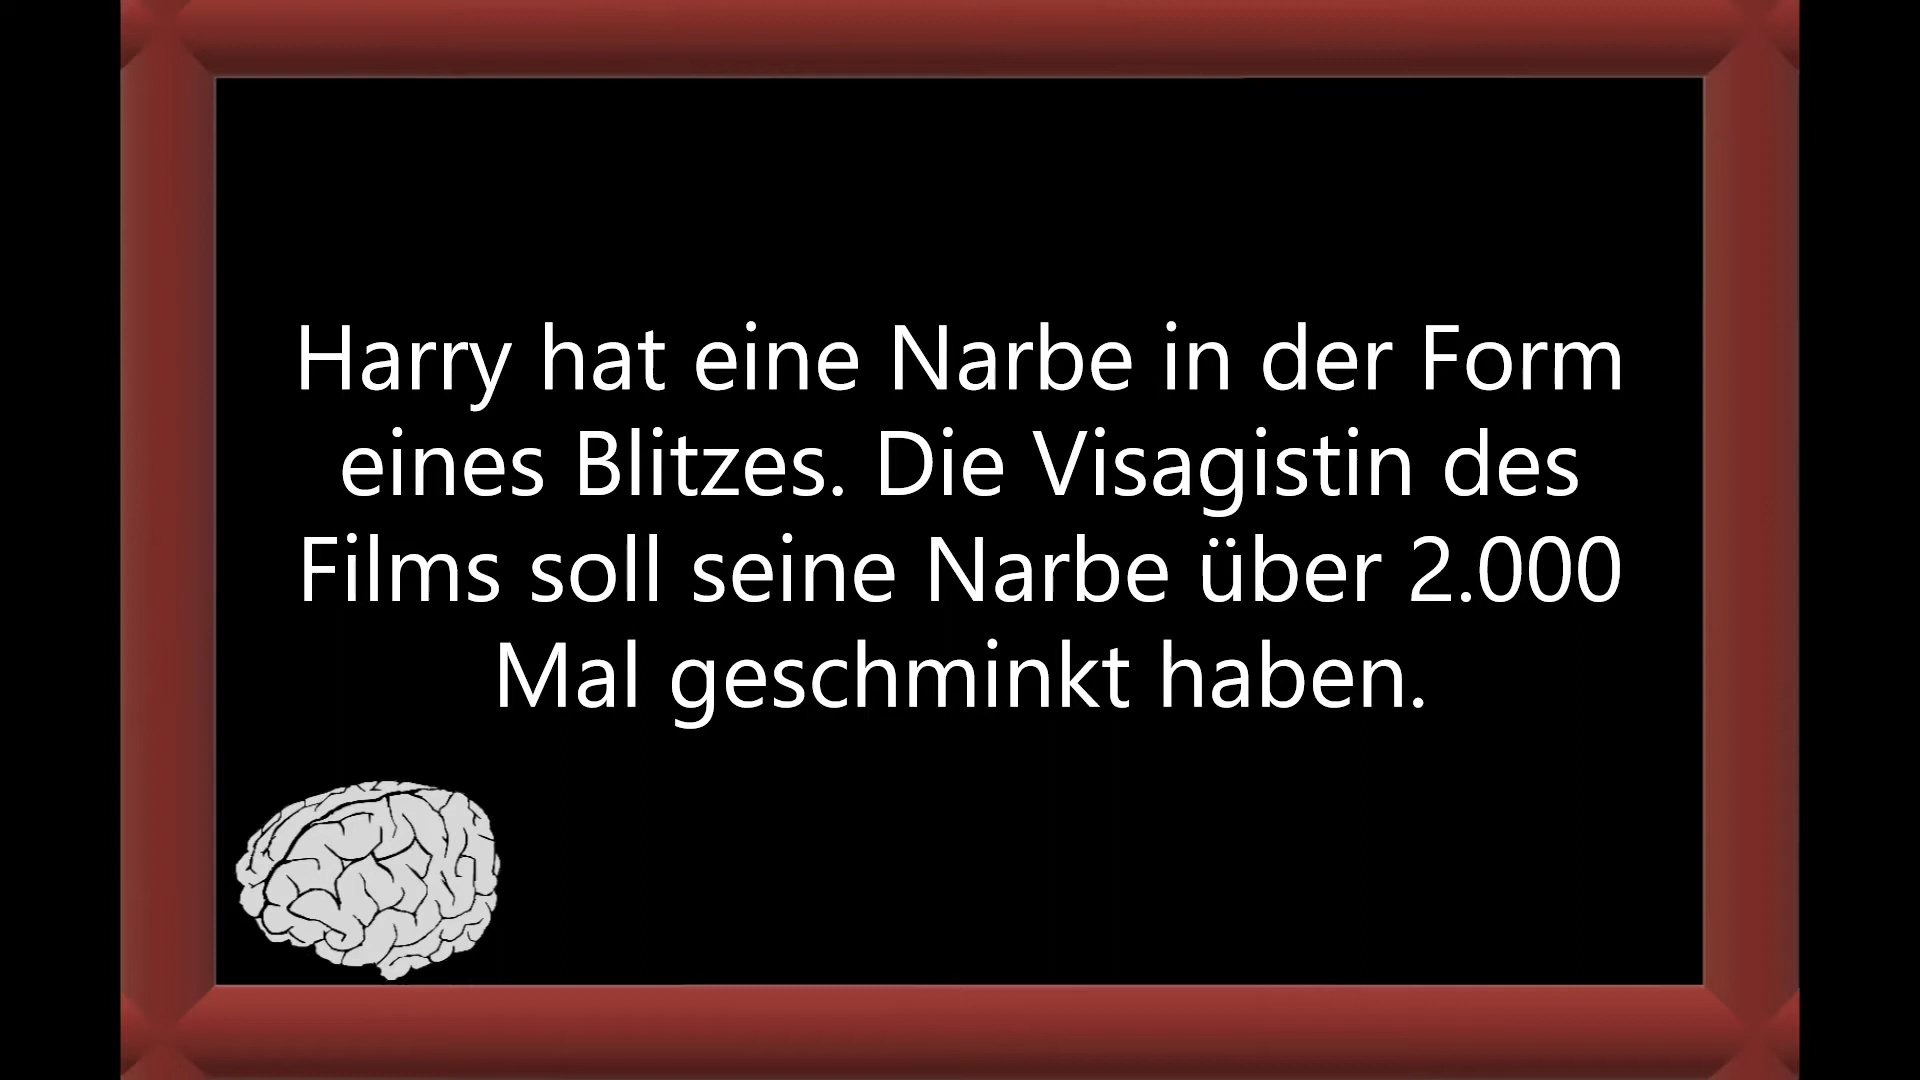 Harry hat eine Narbe in der Form
eines Blitzes. Die Visagistin des
Films soll seine Narbe über 2.000
Mal geschminkt haben.